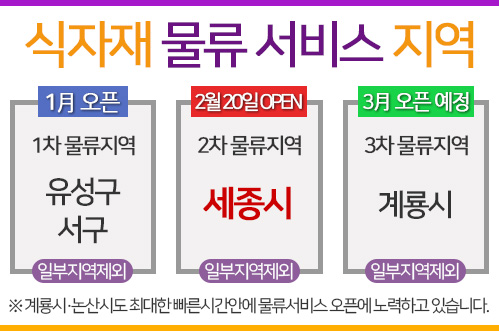 식자재 물류 서비스 지역
1月 오픈
1차 물류지역
유성구
서구
일부지역제외
2월 20일 OPEN
2차 물류지역
세종시
일부지역제외
3月 오픈 예정
3차 물류지역
계룡시
일부지역제외
※ 계룡시·논산시도 최대한 빠른시간안에 물류서비스 오픈에 노력하고 있습니다.